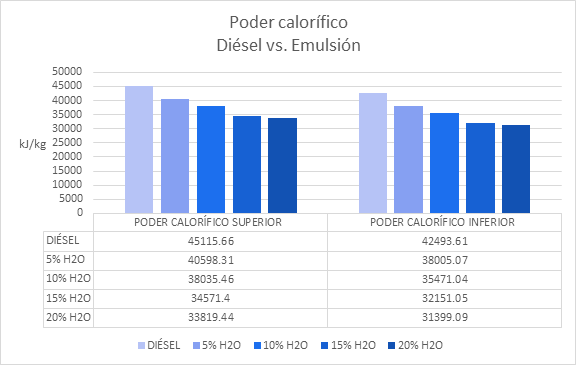 Poder calorífico
Diésel vs. Emulsión
50000
45000
40000
35000
30000
25000
20000
15000
10000
5000
0
kJ/kg
PODER CALORÍFICO SUPERIOR PODER CALORÍFICO INFERIOR
DIÉSEL 45115.66 42493.61
5% H2O 40598.31 38005.07
10% H2O 38035.46 35471.04
15% H2O 34571.4 32151.05
20% H2O 33819.44 31399.09
DIÉSEL 5% H2O 10% H2O 15% H2O 20% H2O